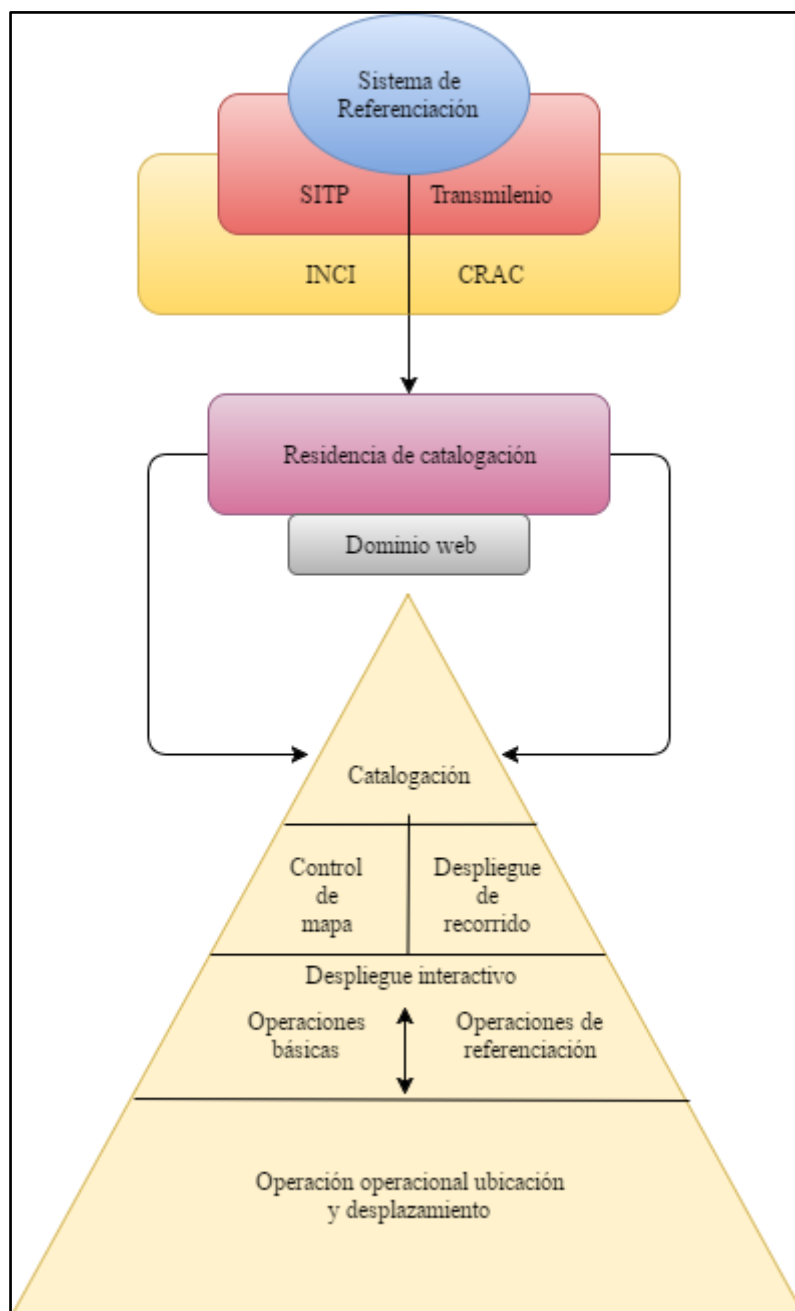 Sistema de
Referenciación
SITP Transmilenio
INCI CRAC
Residencia de catalogación
Dominio web
Catalogación
Control
de
mapa
Despliegue
de
recorrido
Despliegue interactivo
Operaciones
básicas
Operaciones de
referenciación
Operación operacional ubicación
y desplazamiento